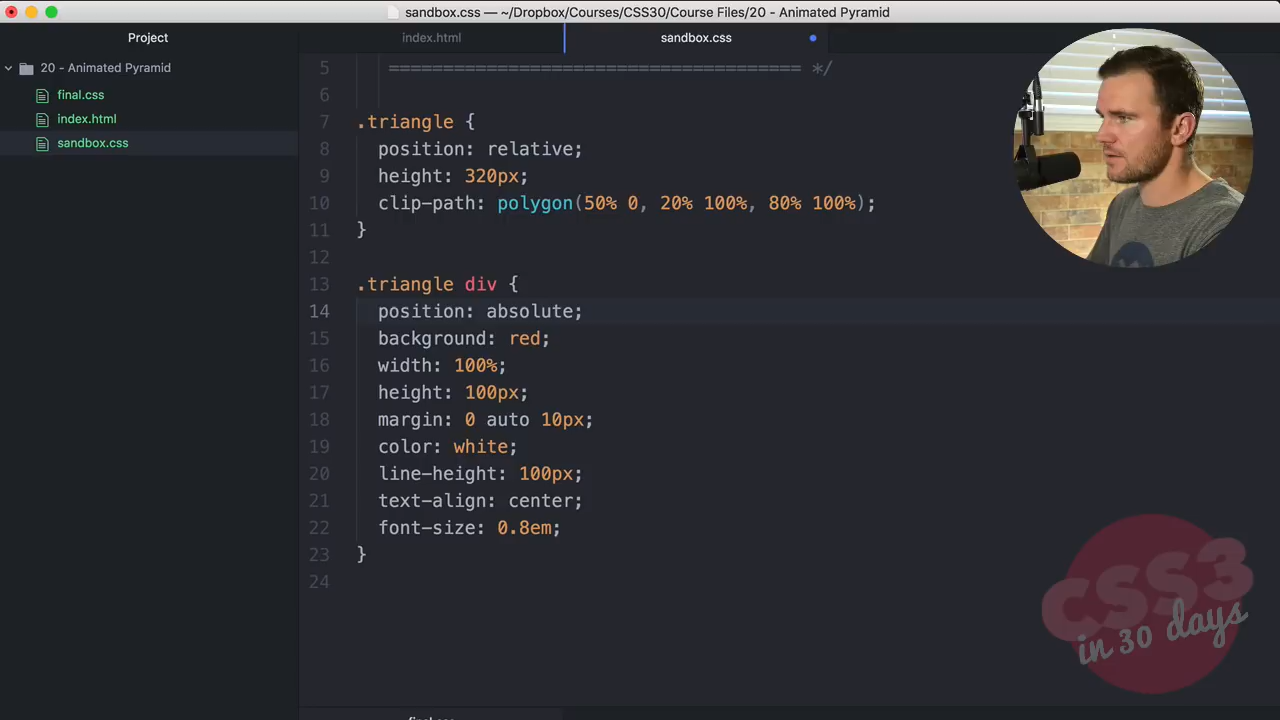 sandbox.css — ~/Dropbox/Courses/CSS30/Course Files/20 - Animated Pyramid
Project
index.html
sandbox.css
20 - Animated Pyramid
final.css
index.html
sandbox.css
5 ====================================== */
6
7 .triangle {
8 position: relative;
9 height: 320px;
10 clip-path: polygon(50% 0, 20% 100%, 80% 100%);
11 }
12
13 .triangle div {
14 position: absolute;
15 background: red;
16 width: 100%;
17 height: 100px;
18 margin: 0 auto 10px;
19 color: white;
20 line-height: 100px;
21 text-align: center;
22 font-size: 0.8em;
23 }
24
CSS3
in 30 days